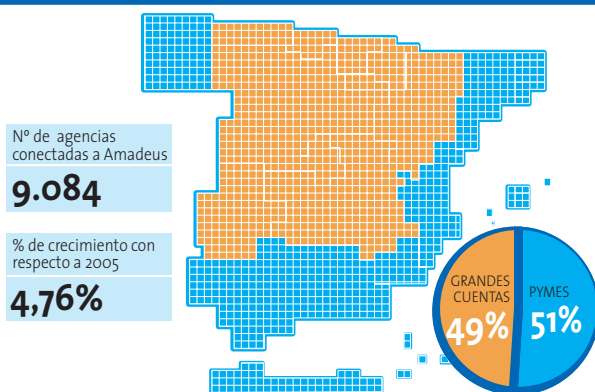 Nº de agencias
conectadas a Amadeus
9.084
% de crecimiento con
respecto a 2005
4,76%
GRANDES
CUENTAS
49%
PYMES
51%